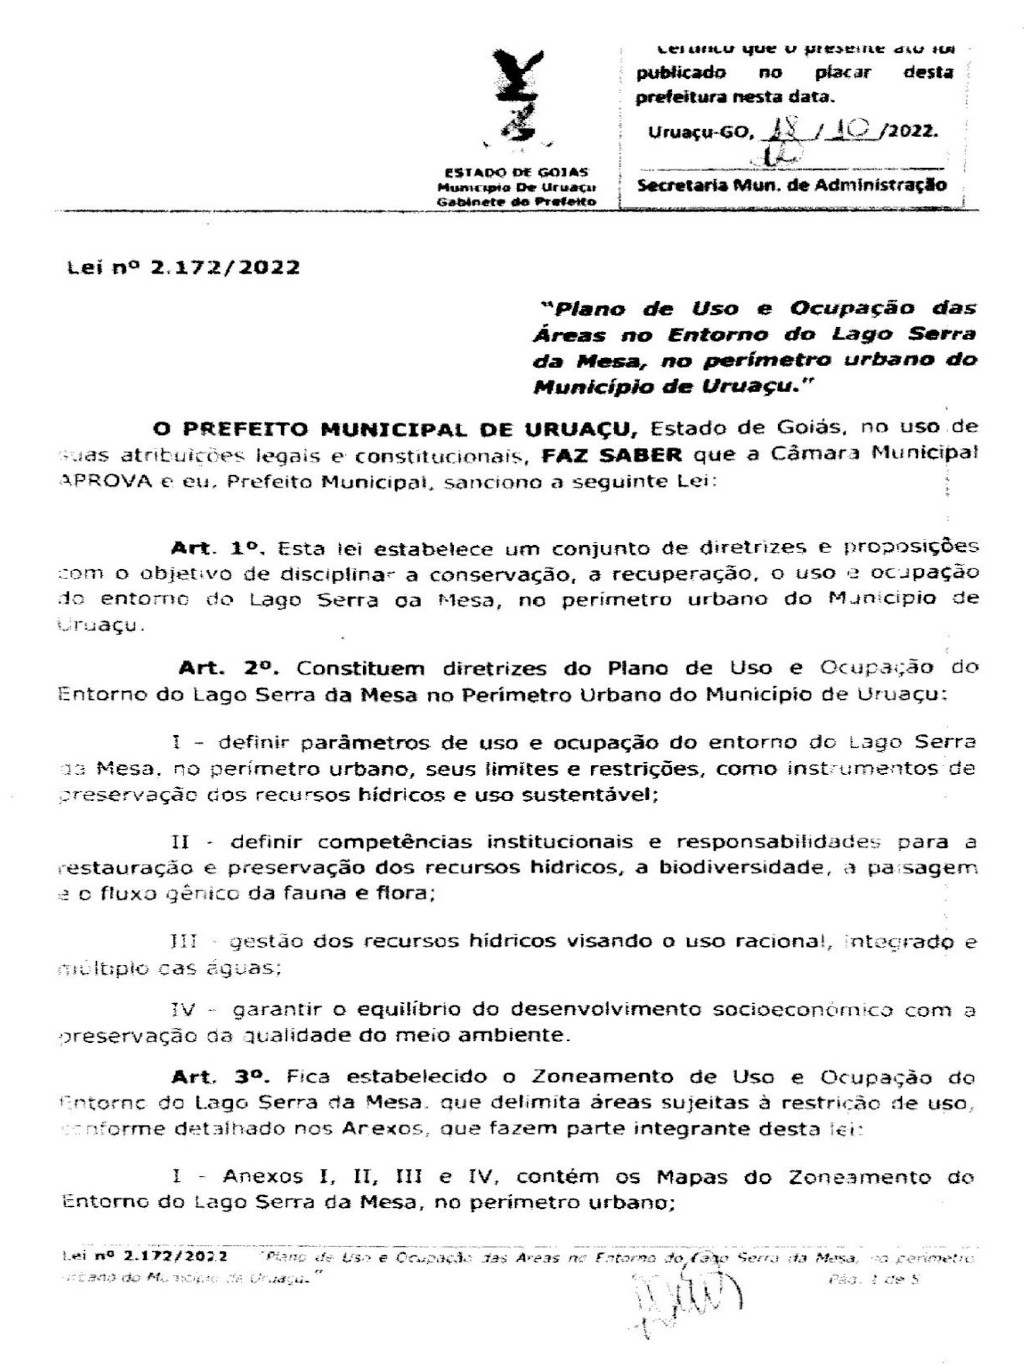 Certifico que o presente ato foi
publicado no placar desta
prefeitura nesta data.
Uruaçu-GO, 18/10/2022.
Secretaria Mun. de Administração
ESTADO DE GOIÁS
Município De Uruaçu
Gabinete do Prefeito
Lei nº 2.172/2022
"Plano de Uso e Ocupação das
Áreas no Entorno do Lago Serra
da Mesa, no perímetro urbano do
Município de Uruaçu."
O PREFEITO MUNICIPAL DE URUAÇU, Estado de Goiás, no uso de
suas atribuições legais e constitucionais, FAZ SABER que a Câmara Municipal
APROVA e eu, Prefeito Municipal, sanciono a seguinte Lei:
Art. 1º. Esta lei estabelece um conjunto de diretrizes e proposições
com o objetivo de disciplinar a conservação, a recuperação, o uso e ocupação
do entorno do Lago Serra da Mesa, no perímetro urbano do Município de
Uruaçu.
Art. 2º. Constituem diretrizes do Plano de Uso e Ocupação do
Entorno do Lago Serra da Mesa no Perímetro Urbano do Município de Uruaçu:
I - definir parâmetros de uso e ocupação do entorno do Lago Serra
da Mesa, no perímetro urbano, seus limites e restrições, como instrumentos de
preservação dos recursos hídricos e uso sustentável;
II - definir competências institucionais e responsabilidades para a
restauração e preservação dos recursos hídricos, a biodiversidade, a paisagem
e o fluxo gênico da fauna e flora;
III - gestão dos recursos hídricos visando o uso racional, integrado e
múltiplo das águas;
IV - garantir o equilíbrio do desenvolvimento socioeconômico com a
preservação da qualidade do meio ambiente.
Art. 3º. Fica estabelecido o Zoneamento de Uso e Ocupação do
Entorno do Lago Serra da Mesa, que delimita áreas sujeitas à restrição de uso,
conforme detalhado nos Anexos, que fazem parte integrante desta lei:
I - Anexos I, II, III e IV, contém os Mapas do Zoneamento do
Entorno do Lago Serra da Mesa, no perímetro urbano;
Lei nº 2.172/2022 "Plano de Uso e Ocupação das Áreas no Entorno do Lago Serra da Mesa, no perímetro
urbano do Município de Uruaçu."
Pág. 1 de 5